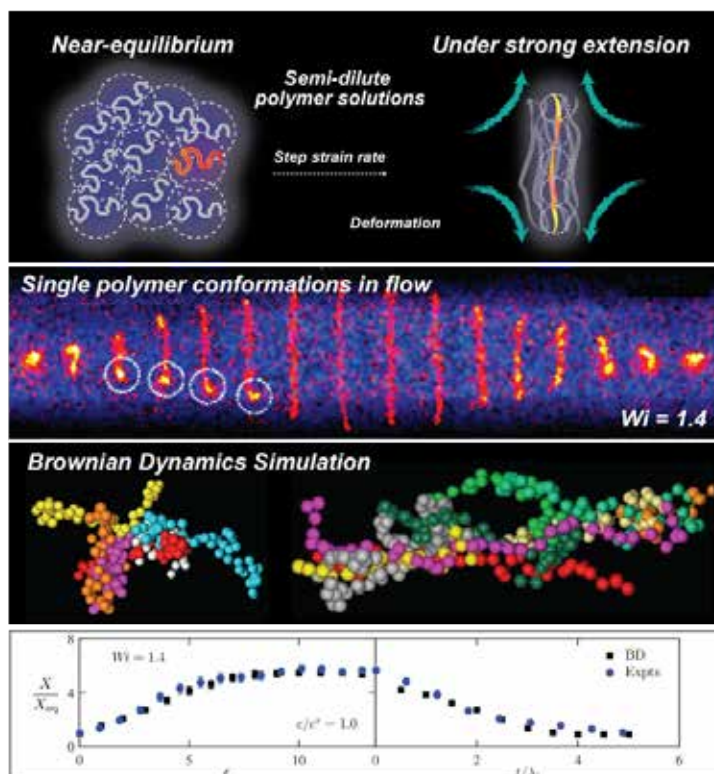 Near-equilibrium
Under strong extension
Semi-dilute
polymer solutions
Step strain rate
Deformation
Single polymer conformations in flow
Wi = 1.4
Brownian Dynamics Simulation
8
Wi = 1.4
BD
Expts
X
X
4
c/c* = 1.0
0
0
5
10
0
2
4
6